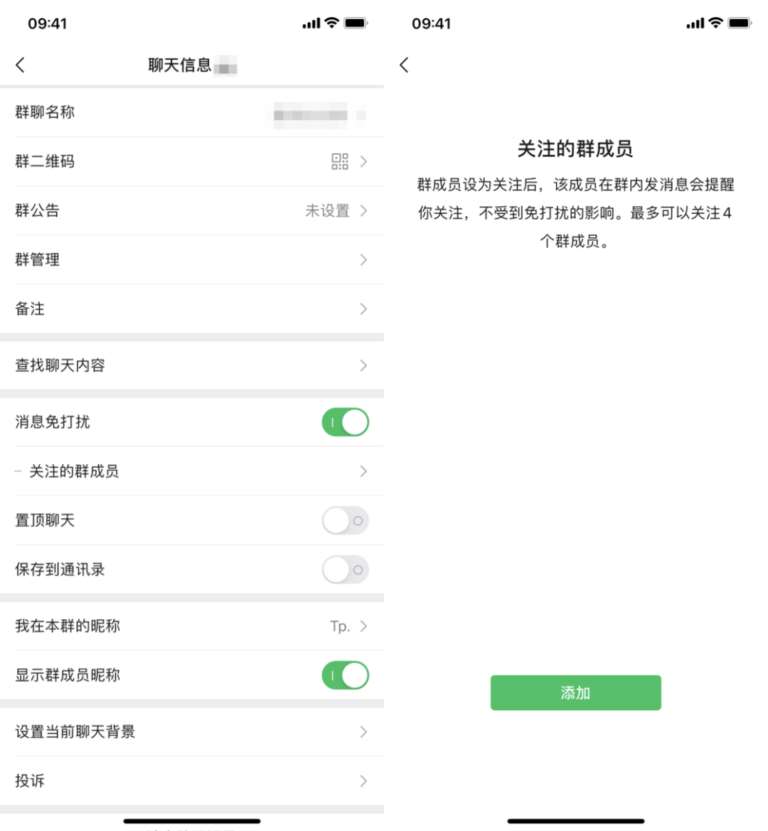 09:41
聊天信息
群聊名称
群二维码
群公告 未设置
群管理
备注
查找聊天内容
消息免打扰
– 关注的群成员
置顶聊天
保存到通讯录
我在本群的昵称 Tp.
显示群成员昵称
设置当前聊天背景
投诉
09:41
关注的群成员
群成员设为关注后，该成员在群内发消息会提醒
你关注，不受到免打扰的影响。最多可以关注4
个群成员。
添加